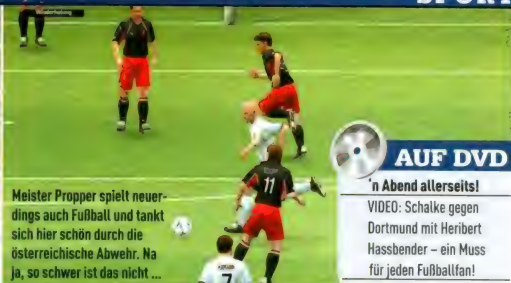 SPORT
Wiederholung
11
7
Meister Propper spielt neuer-
dings auch Fußball und tankt
sich hier schön durch die
österreichische Abwehr. Na
ja, so schwer ist das nicht ...
AUF DVD
'n Abend allerseits!
VIDEO: Schalke gegen
Dortmund mit Heribert
Hassbender – ein Muss
für jeden Fußballfan!